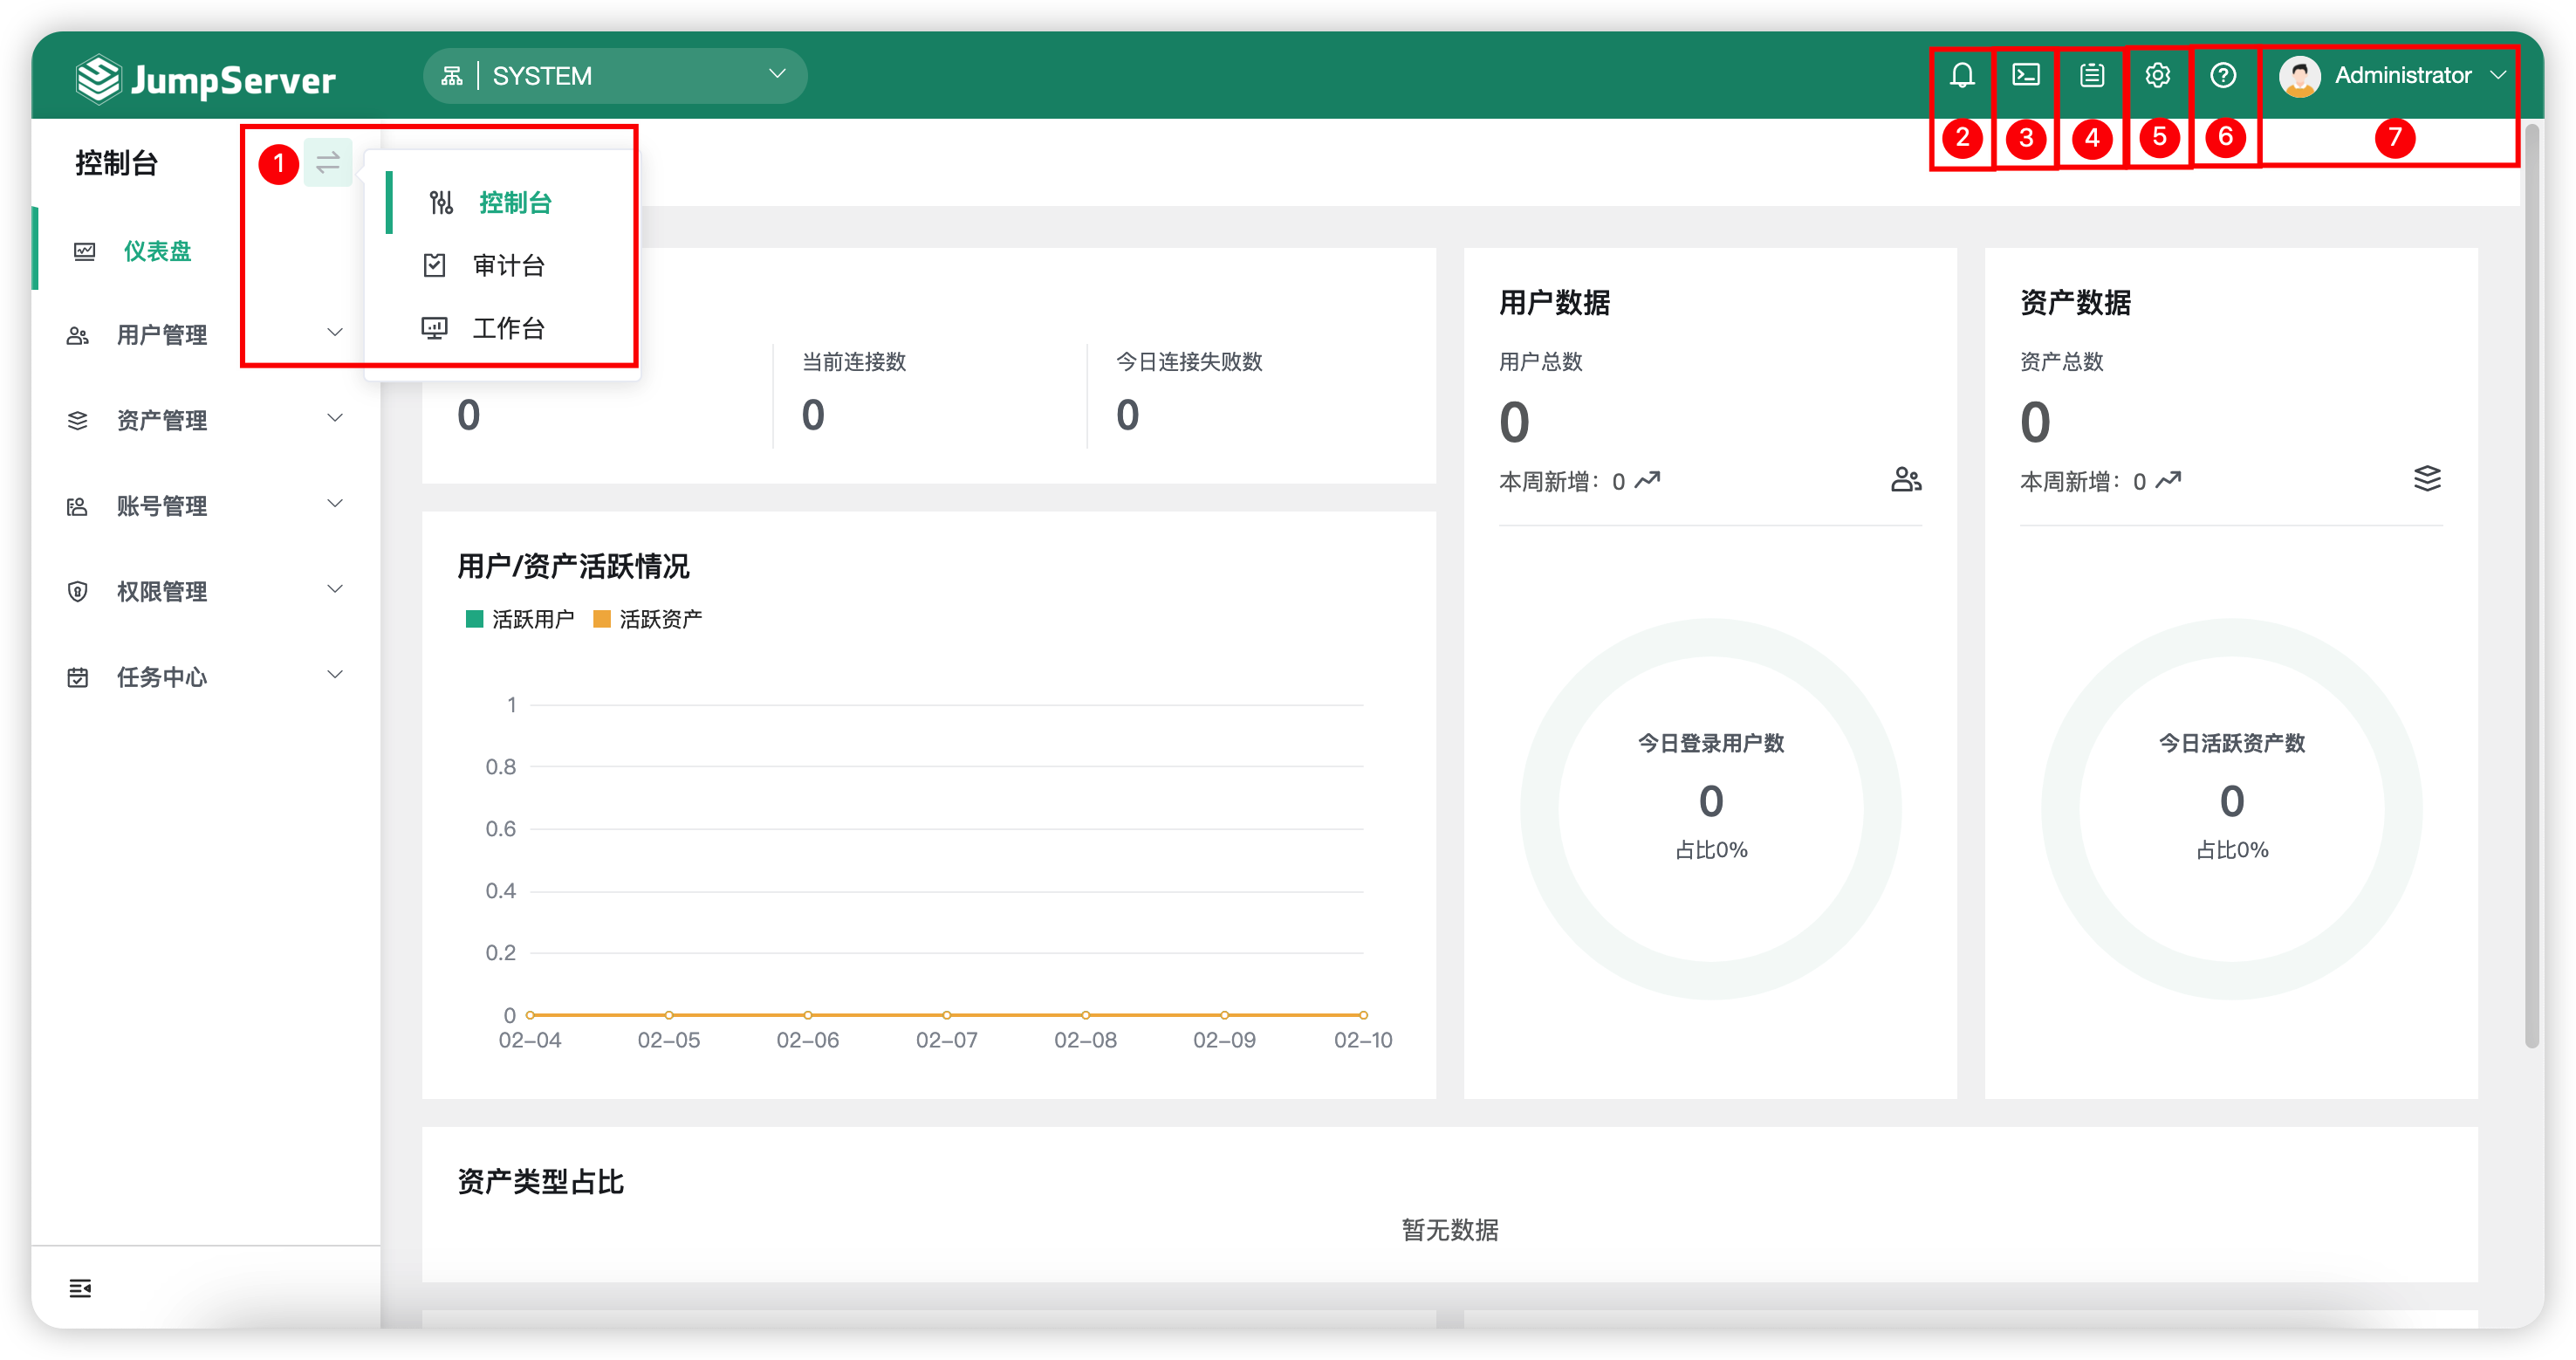 JumpServer
SYSTEM
Administrator
1
2
3
4
5
6
7
控制台
仪表盘
用户管理
资产管理
账号管理
权限管理
任务中心
控制台
审计台
工作台
0
当前连接数
0
今日连接失败数
0
用户/资产活跃情况
活跃用户 活跃资产
1
0.8
0.6
0.4
0.2
0
02-04 02-05 02-06 02-07 02-08 02-09 02-10
用户数据
用户总数
0
本周新增: 0
今日登录用户数
0
占比0%
资产数据
资产总数
0
本周新增: 0
今日活跃资产数
0
占比0%
资产类型占比
暂无数据